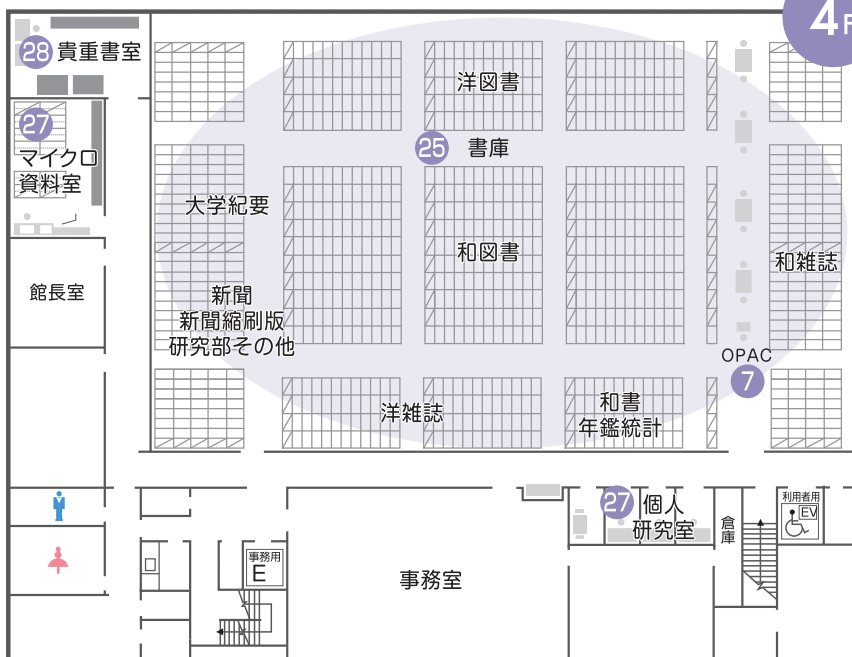 4F
28 貴重書室
洋図書
25 書庫
27
マイクロ
資料室
大学紀要
和図書
和雑誌
館長室
新聞
新聞縮刷版
研究部その他
OPAC
7
洋雑誌
和書
年鑑統計
27 個人
研究室
倉庫
利用者用
EV
事務用
E
事務室